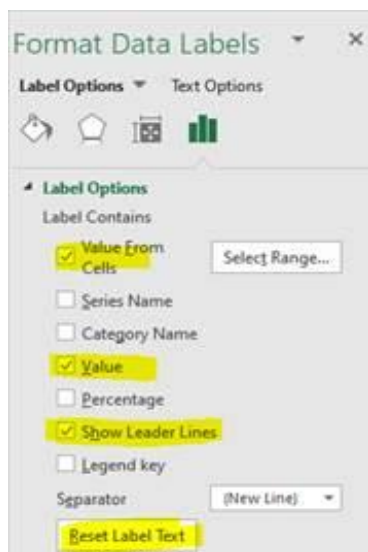 Format Data Labels
Label Options Text Options
Label Options
Label Contains
Value From
Cells
Select Range...
Series Name
Category Name
Value
Percentage
Show Leader Lines
Legend key
Separator (New Line)
Reset Label Text